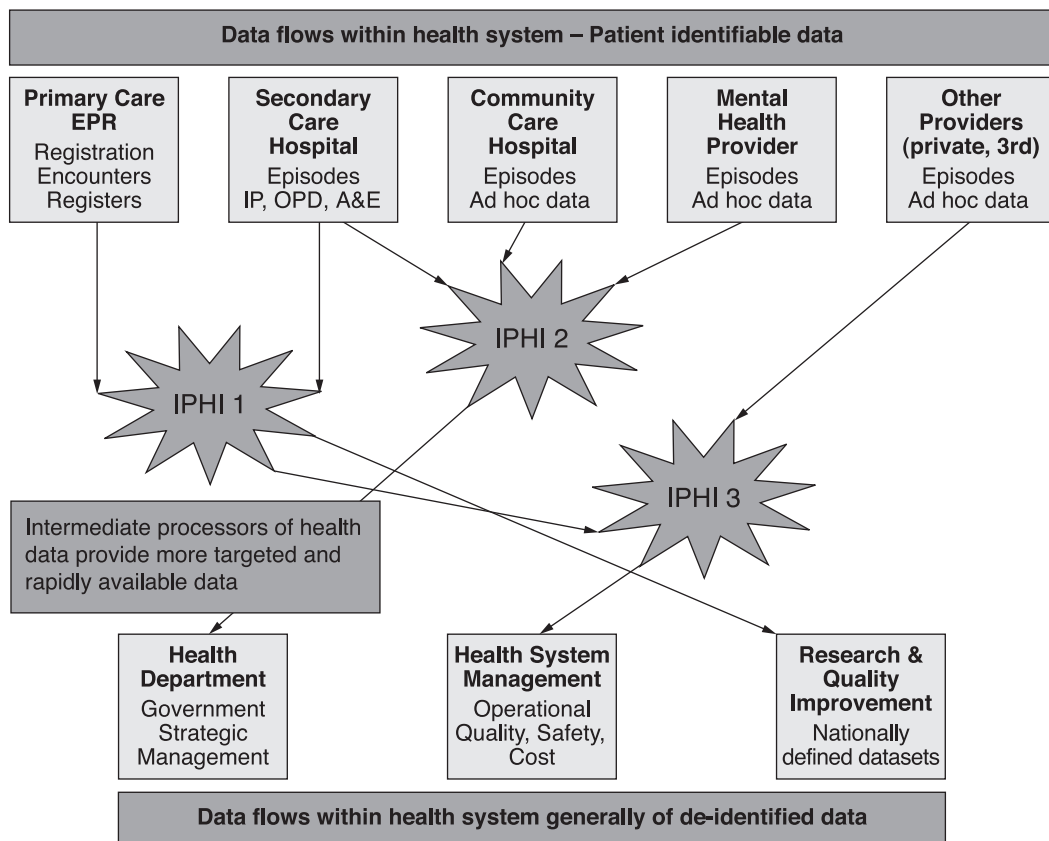 Data flows within health system – Patient identifiable data
Primary Care
EPR
Registration
Encounters
Registers
Secondary
Care
Hospital
Episodes
IP, OPD, A&E
Community
Care
Hospital
Episodes
Ad hoc data
Mental
Health
Provider
Episodes
Ad hoc data
Other
Providers
(private, 3rd)
Episodes
Ad hoc data
IPHI 2
IPHI 1
IPHI 3
Intermediate processors of health
data provide more targeted and
rapidly available data
Health
Department
Government
Strategic
Management
Health System
Management
Operational
Quality, Safety,
Cost
Research &
Quality
Improvement
Nationally
defined datasets
Data flows within health system generally of de-identified data